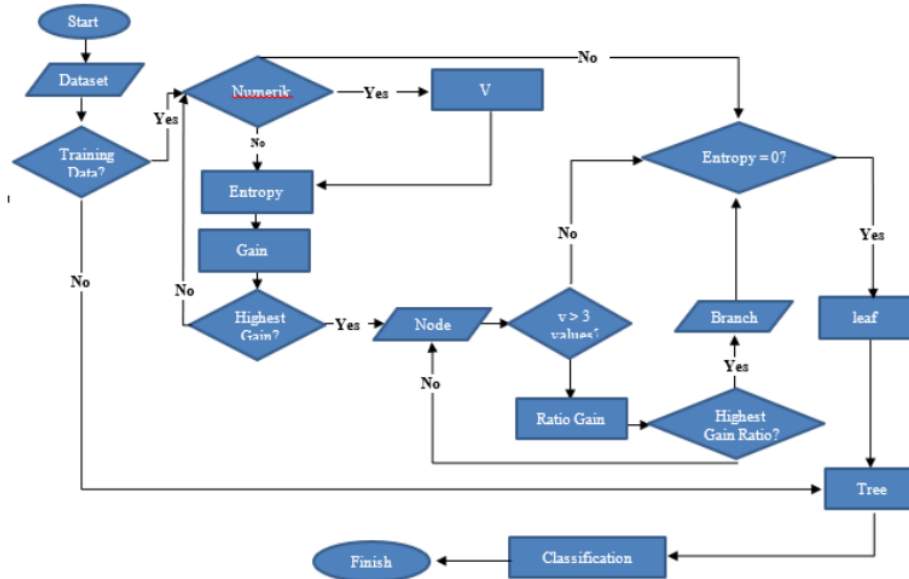 Start
No
Dataset
Numerik
Yes
V
Yes
Training
Data?
No
Entropy = 0?
Entropy
No
Yes
Gain
No
No
Highest
Gain?
Yes
Node
v > 3
values?
Branch
leaf
No
Yes
Ratio Gain
Highest
Gain Ratio?
Tree
Classification
Finish